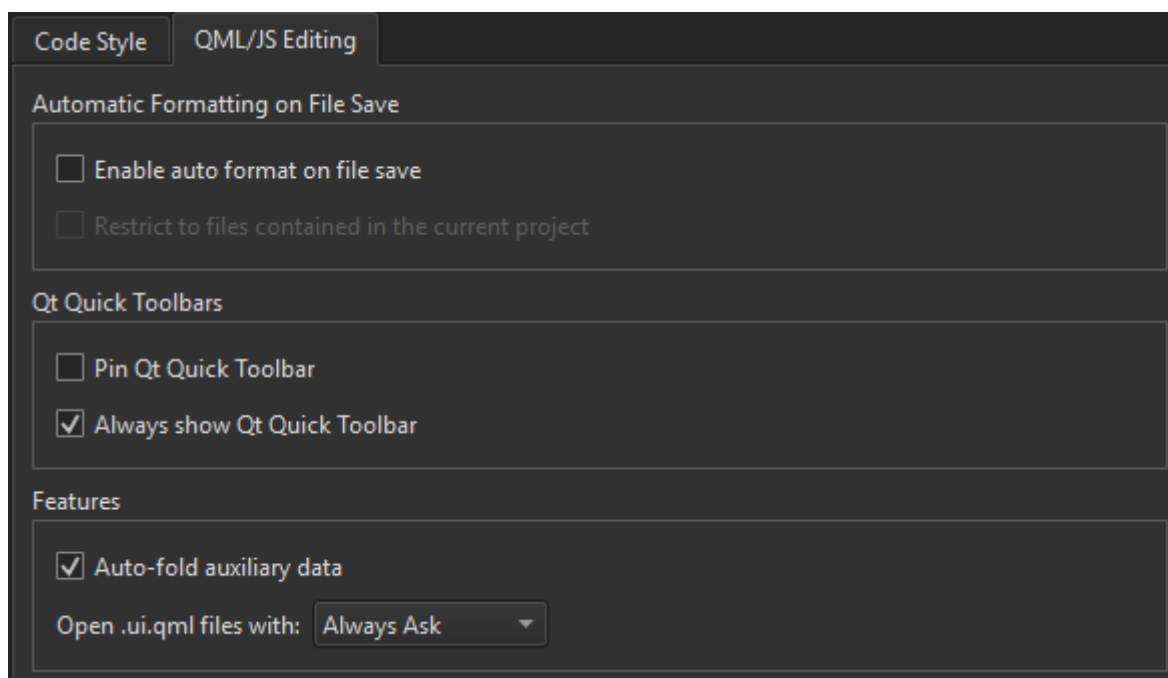 Code Style QML/JS Editing
Automatic Formatting on File Save
Enable auto format on file save
Restrict to files contained in the current project
Qt Quick Toolbars
Pin Qt Quick Toolbar
Always show Qt Quick Toolbar
Features
Auto-fold auxiliary data
Open .ui.qml files with: Always Ask